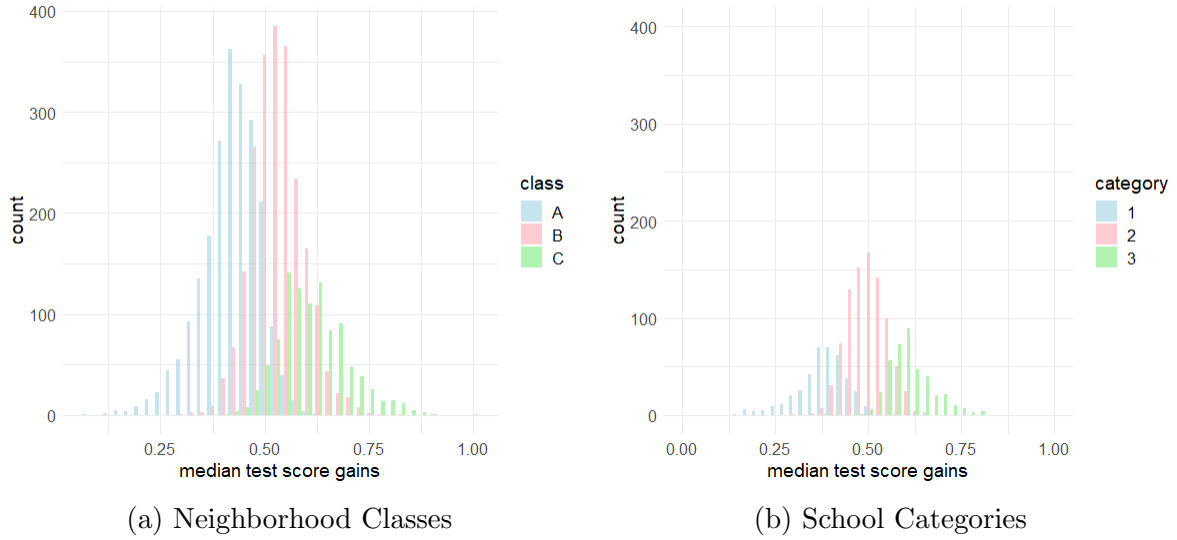 400
300
200
100
0
count
0.25 0.50 0.75 1.00
median test score gains
class
A
B
C
(a) Neighborhood Classes
400
300
200
100
0
count
0.00 0.25 0.50 0.75 1.00
median test score gains
category
1
2
3
(b) School Categories